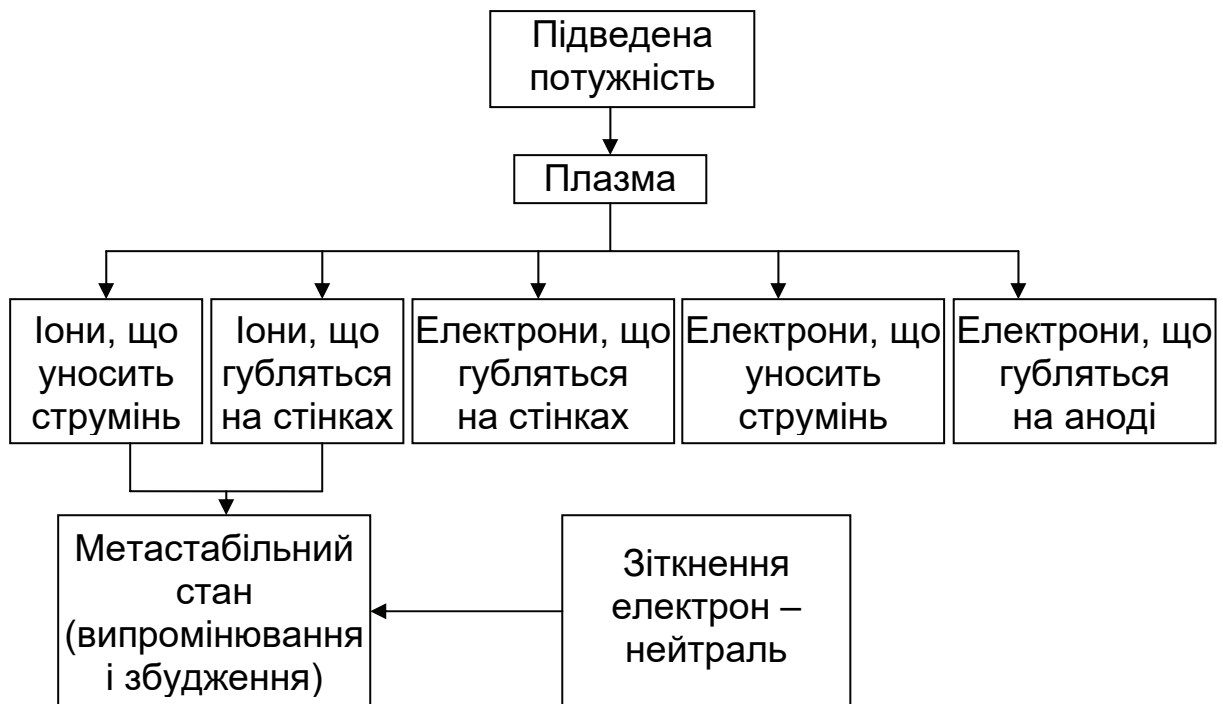 Підведена
потужність
Плазма
Іони, що
уносить
струмінь
Іони, що
губляться
на стінках
Електрони, що
губляться
на стінках
Електрони, що
уносить
струмінь
Електрони, що
губляться
на аноді
Метастабільний
стан
(випромінювання
і збудження)
Зіткнення
електрон –
нейтраль